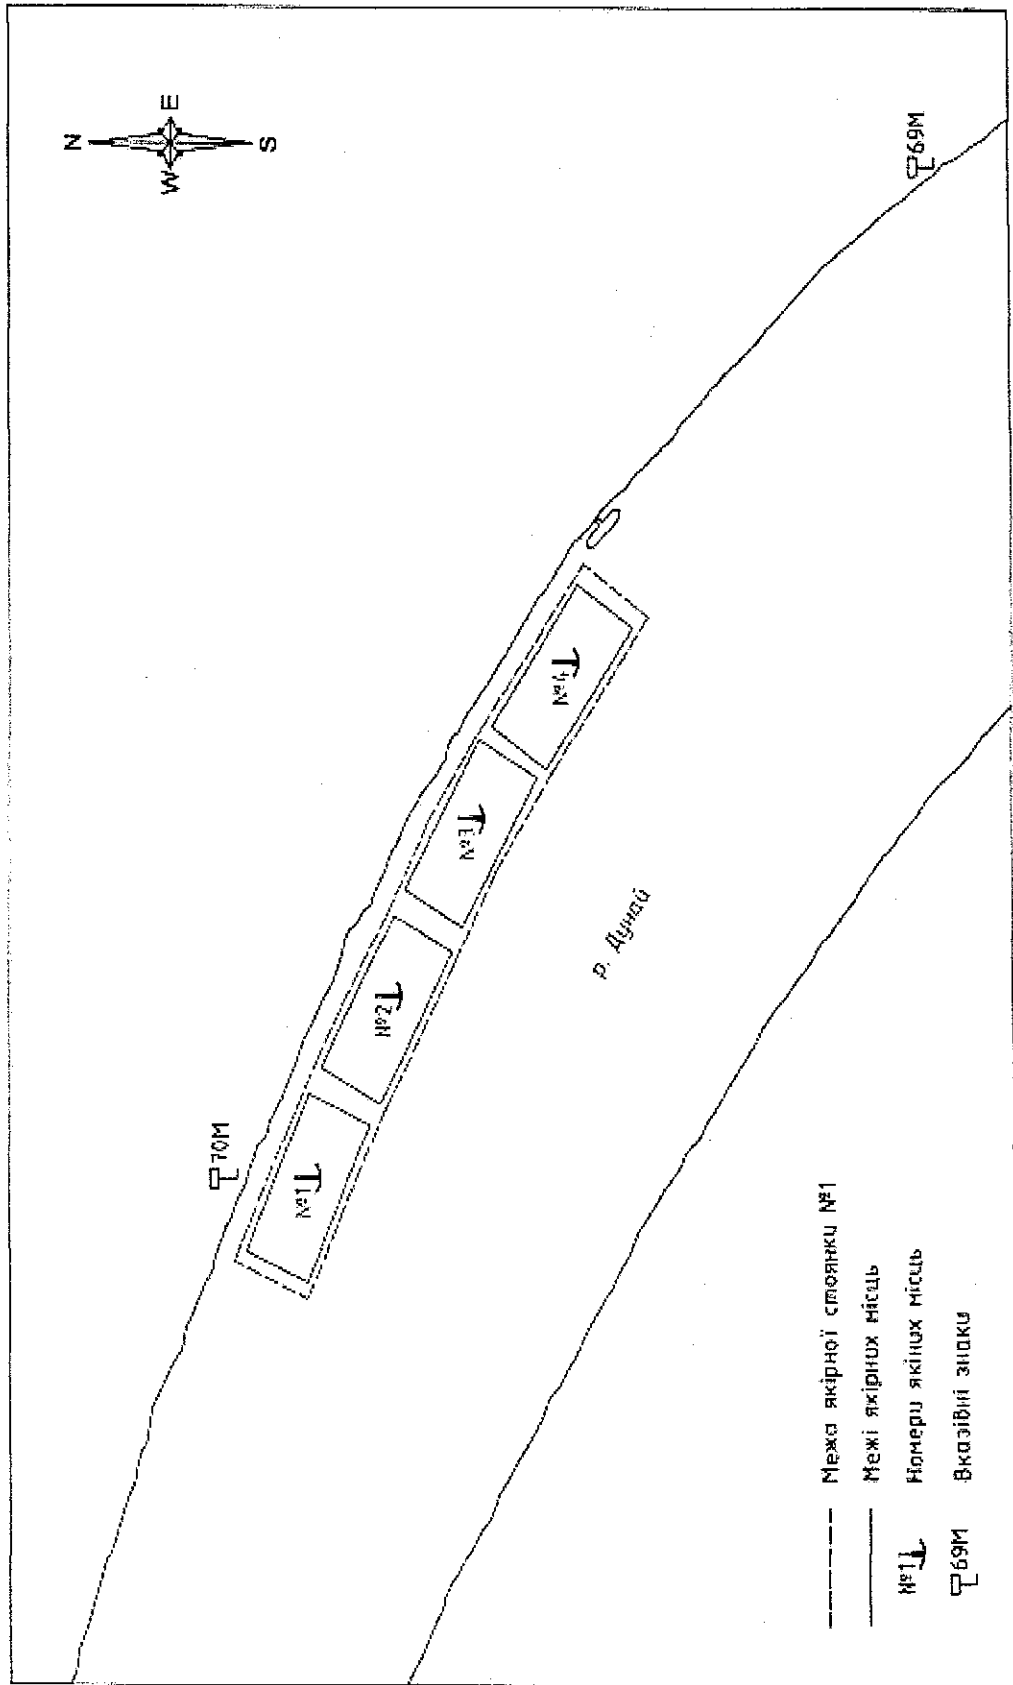 N
W E
S
70М
№1
№2
№3
№4
р. Дунай
69М
Межа якірної стоянки №1
Межі якірних місць
№1 Номери якіних місць
69М Вказівні знаки